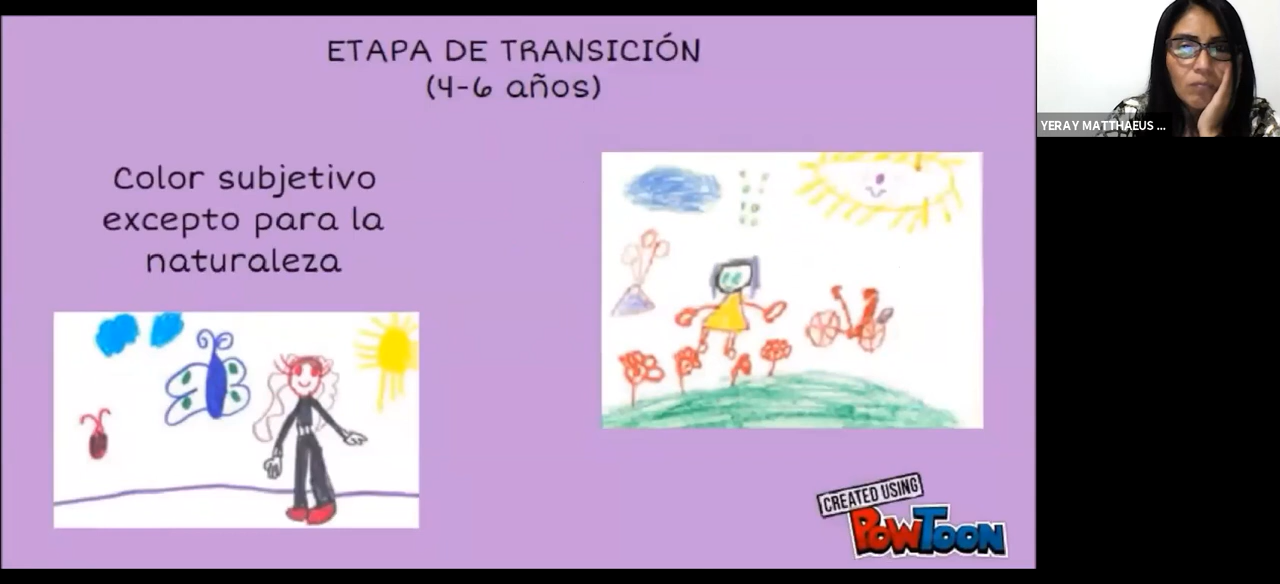 ETAPA DE TRANSICIÓN
(4-6 años)
Color subjetivo
excepto para la
naturaleza
CREATED USING
POWTOON
YERAY MATTHAEUS ...